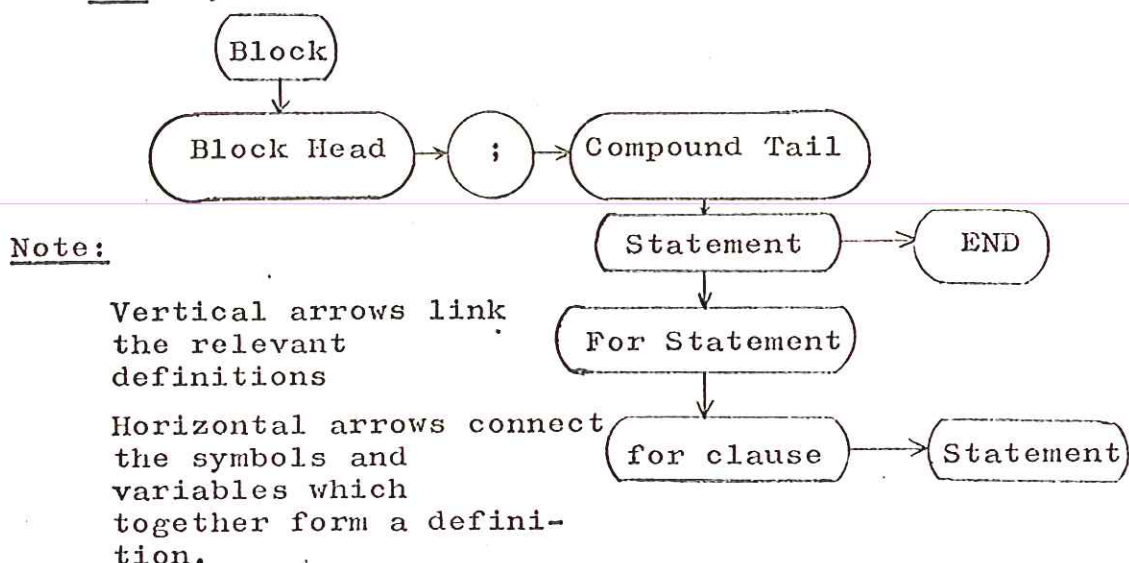 Block
Block Head ; Compound Tail
Statement END
Note:
For Statement
Vertical arrows link
the relevant
definitions
for clause Statement
Horizontal arrows connect
the symbols and
variables which
together form a defini-
tion.